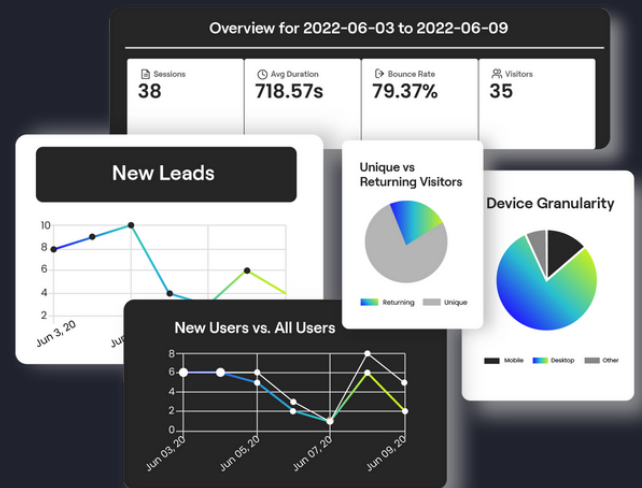 Overview for 2022-06-03 to 2022-06-09
Sessions
38
Avg Duration
718.57s
Bounce Rate
79.37%
Visitors
35
New Leads
10
8
6
4
2
Jun 3, 20
Unique vs
Returning Visitors
Returning
Unique
Device Granularity
Mobile
Desktop
Other
New Users vs. All Users
8
6
4
2
0
Jun 03, 20
Jun 05, 20
Jun 07, 20
Jun 09, 20